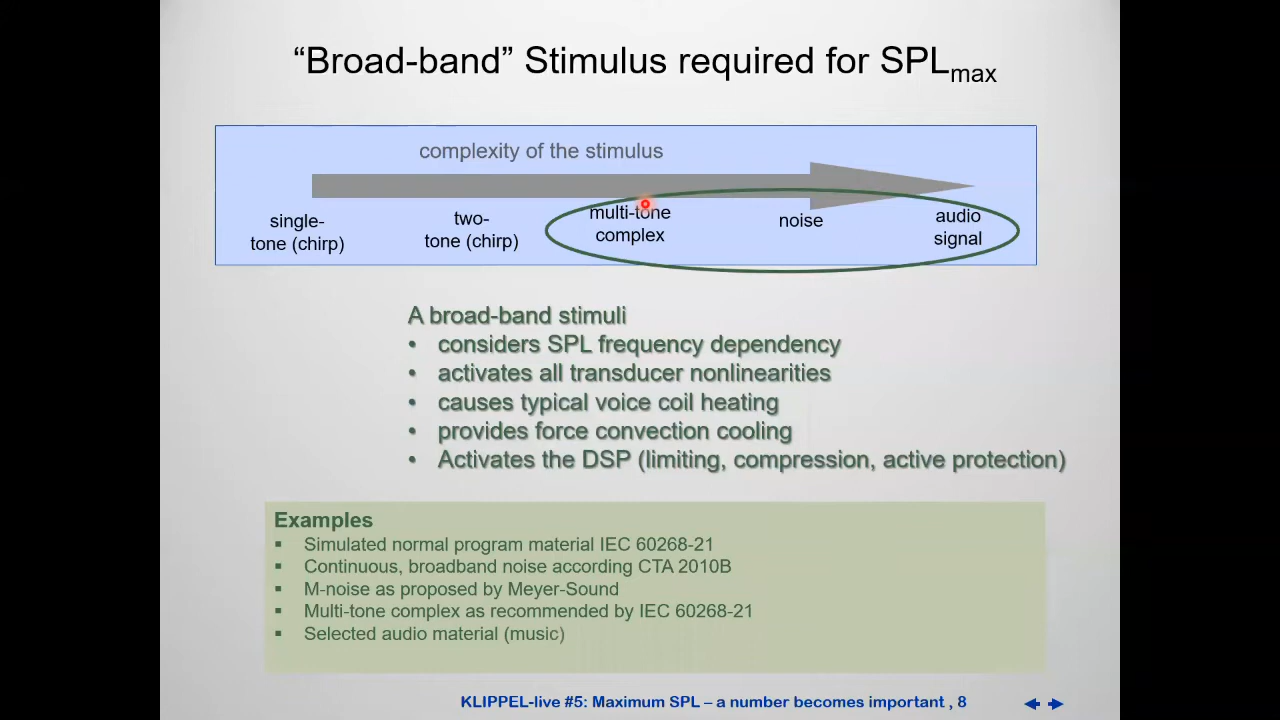 “Broad-band” Stimulus required for SPLmax
complexity of the stimulus
single-
tone (chirp)
two-
tone (chirp)
multi-tone
complex
noise
audio
signal
A broad-band stimuli
• considers SPL frequency dependency
• activates all transducer nonlinearities
• causes typical voice coil heating
• provides force convection cooling
• Activates the DSP (limiting, compression, active protection)
Examples
▪ Simulated normal program material IEC 60268-21
▪ Continuous, broadband noise according CTA 2010B
▪ M-noise as proposed by Meyer-Sound
▪ Multi-tone complex as recommended by IEC 60268-21
▪ Selected audio material (music)
KLIPPEL-live #5: Maximum SPL – a number becomes important , 8